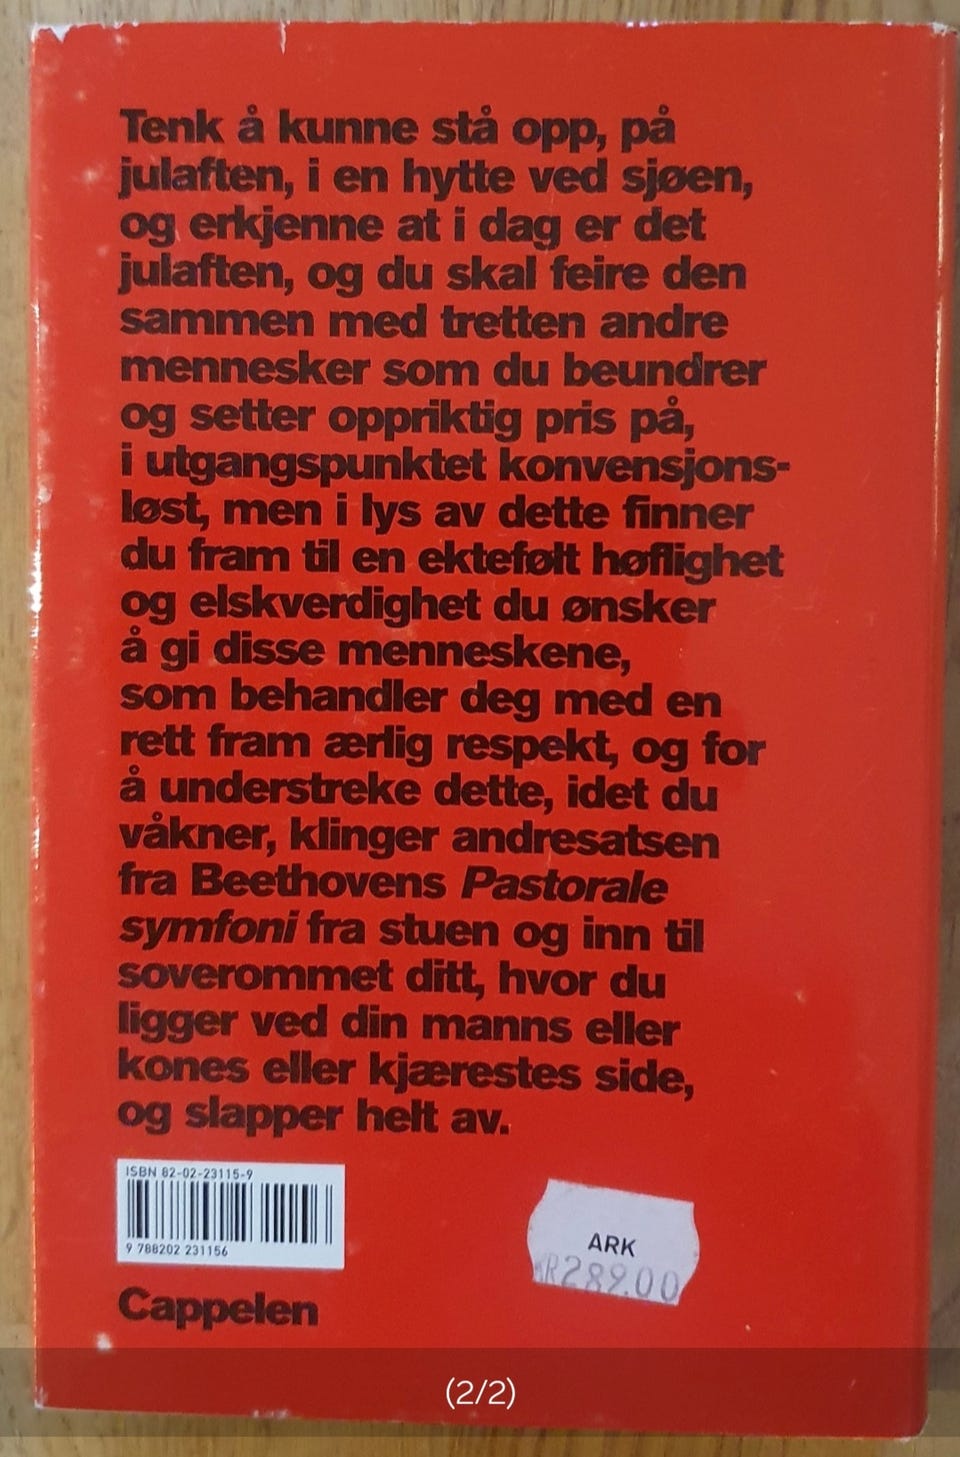 Tenk å kunne stå opp, på
julaften, i en hytte ved sjøen,
og erkjenne at i dag er det
julaften, og du skal feire den
sammen med tretten andre
mennesker som du beundrer
og setter oppriktig pris på,
i utgangspunktet konvensjons-
løst, men i lys av dette finner
du fram til en ektefølt høflighet
og elskverdighet du ønsker
å gi disse menneskene,
som behandler deg med en
rett fram ærlig respekt, og for
å understreke dette, idet du
våkner, klinger andresatsen
fra Beethovens Pastorale
symfoni fra stuen og inn til
soverommet ditt, hvor du
ligger ved din manns eller
kones eller kjærestes side,
og slapper helt av.
ISBN 82-02-23115-9
9 788202 231156
ARK
KR289.00
Cappelen
(2/2)